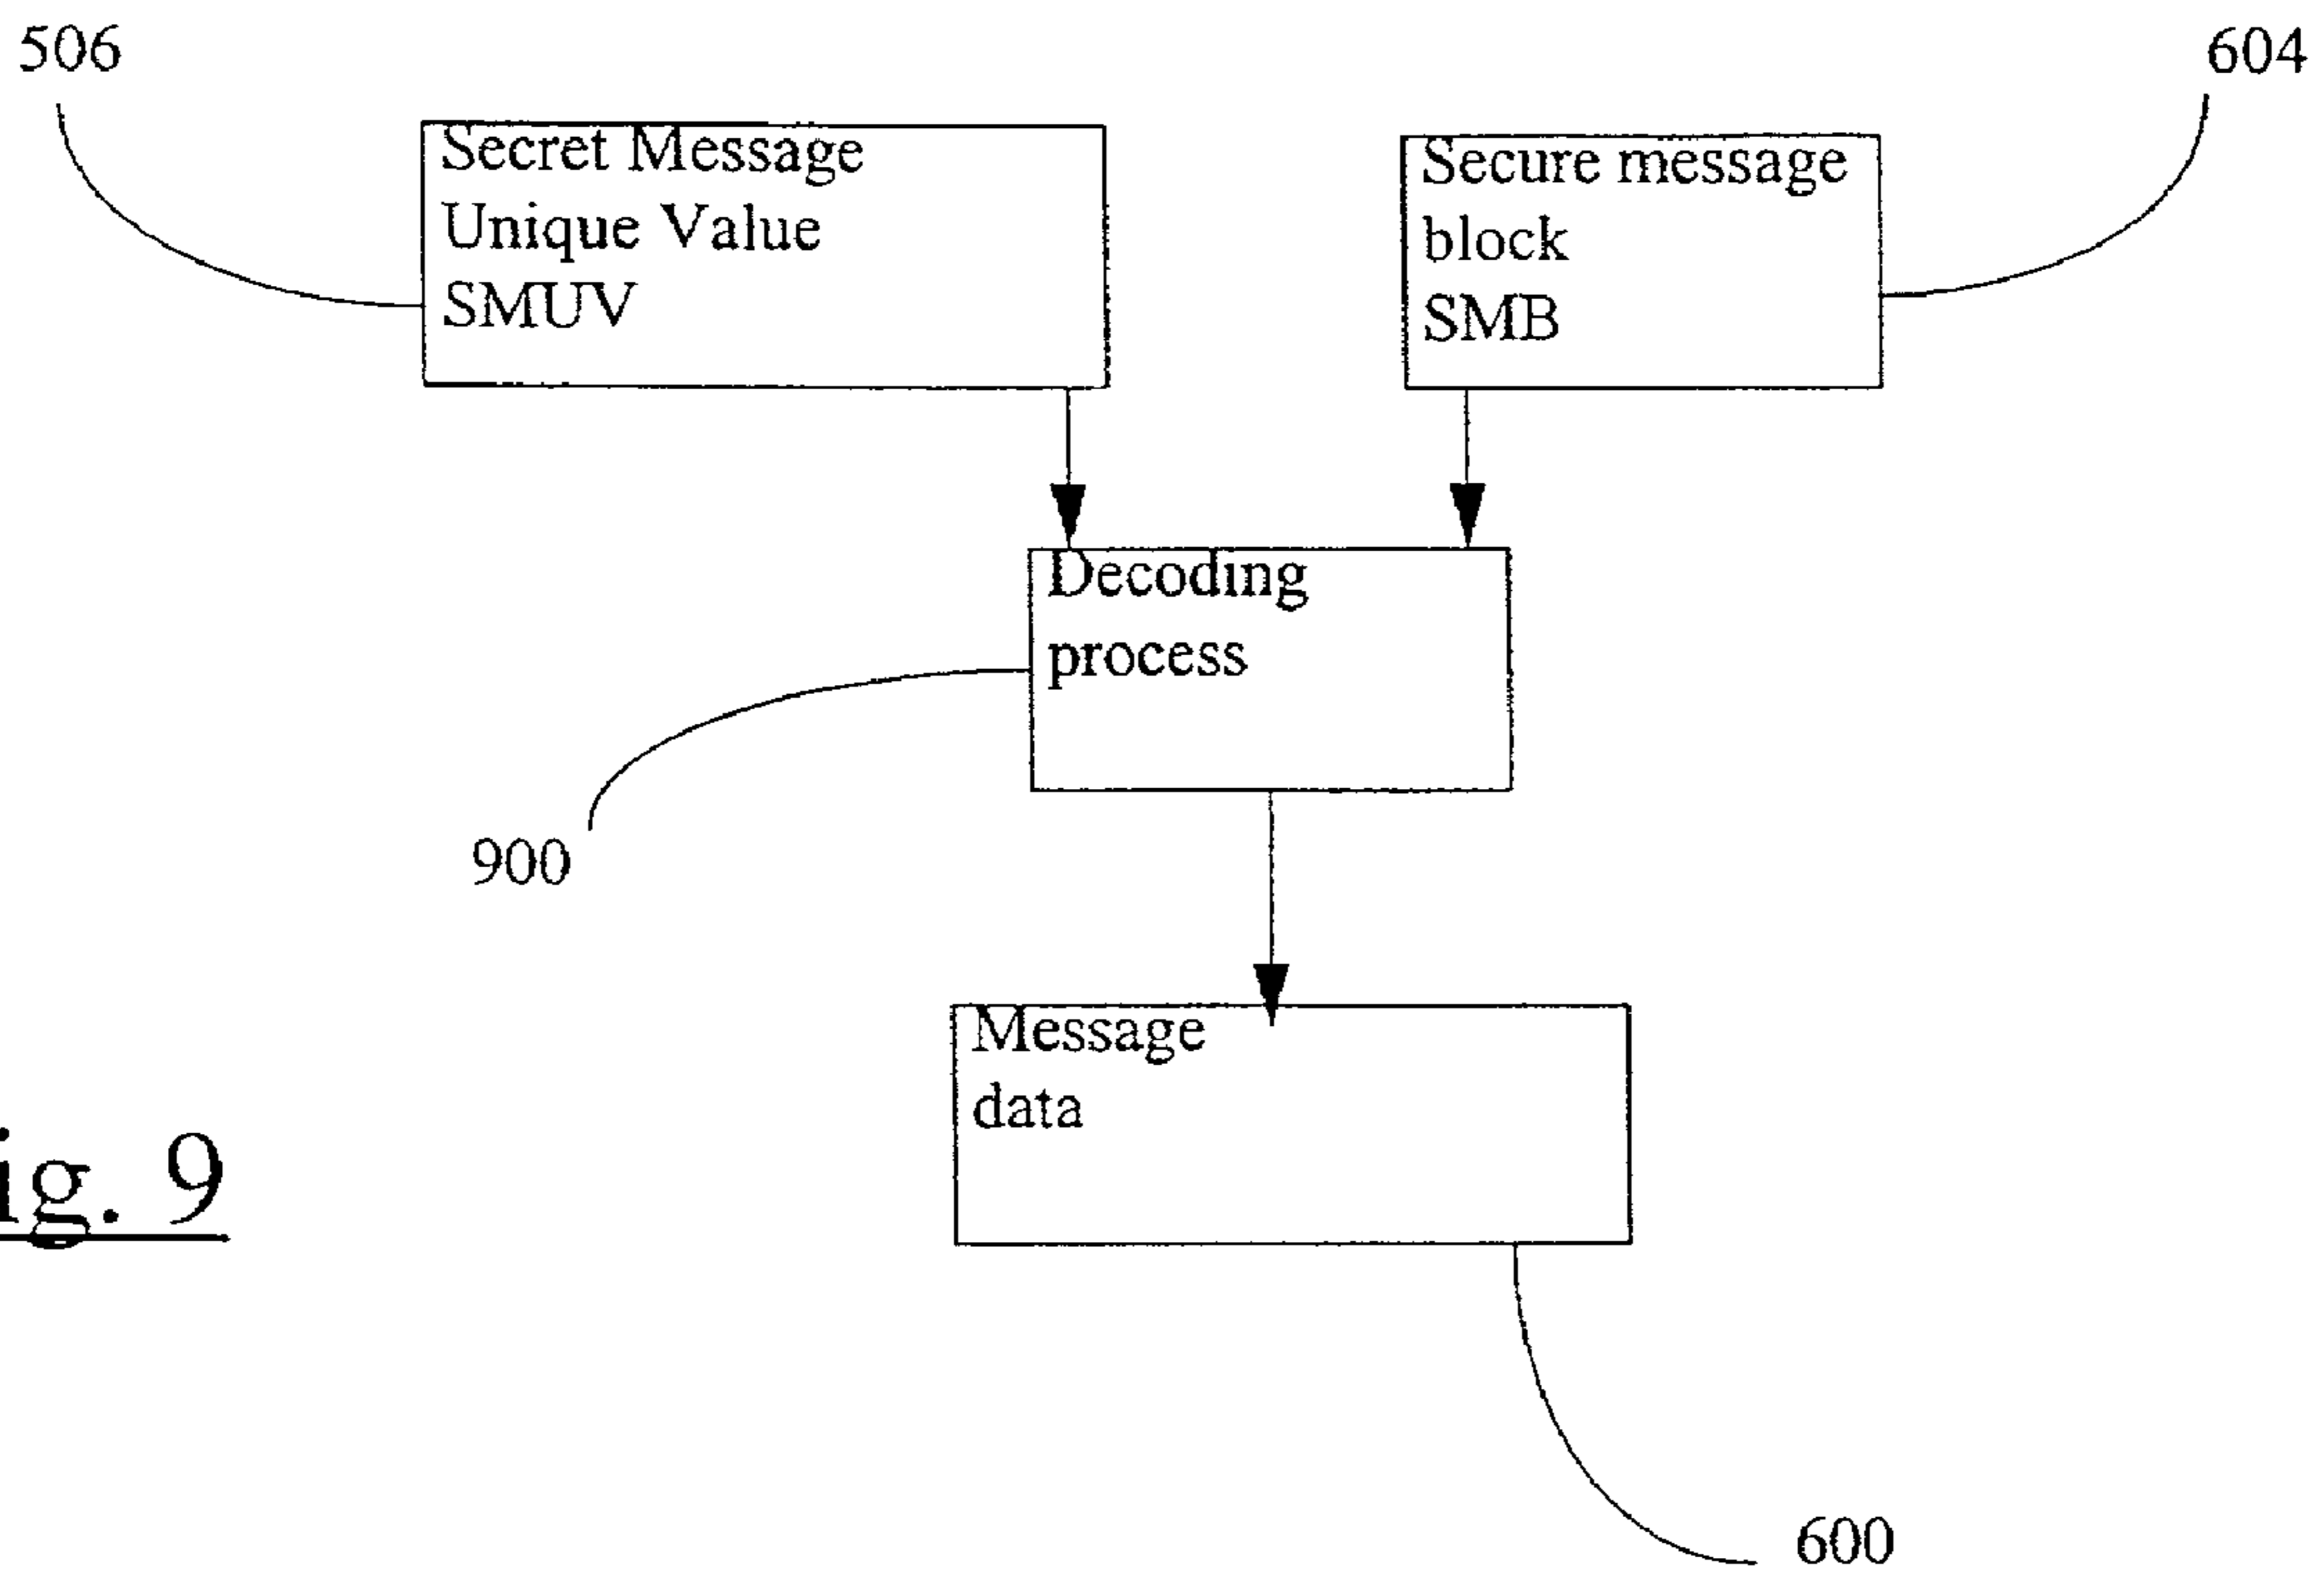 506
604
Secret Message
Unique Value
SMUV
Secure message
block
SMB
Decoding
process
900
Message
data
ig. 9
600